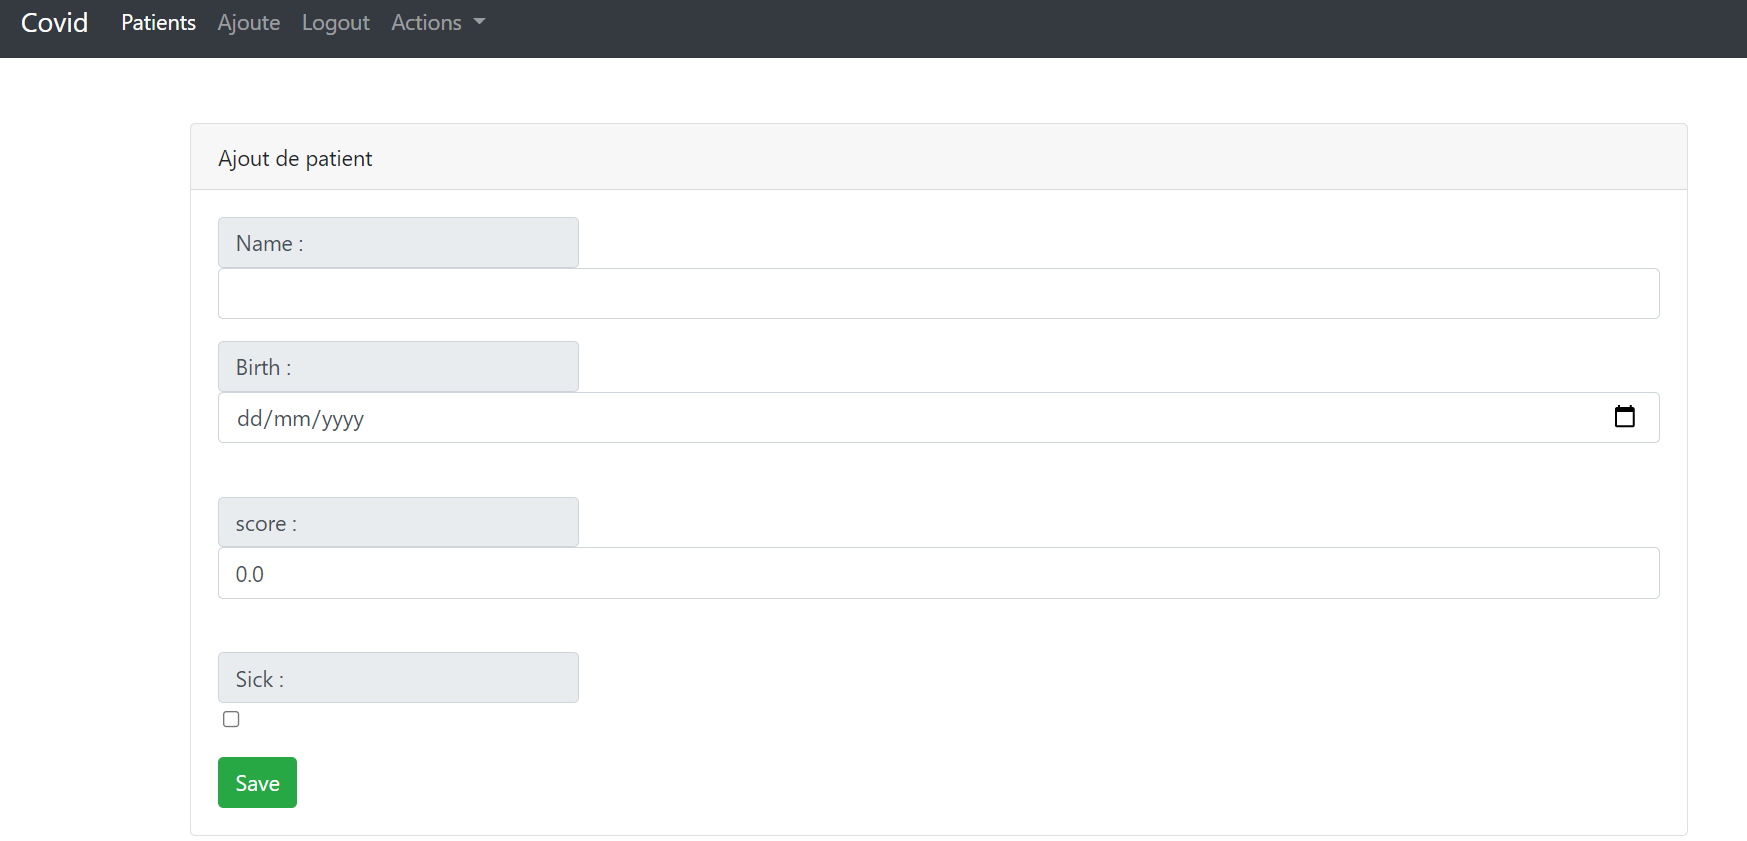 Covid Patients Ajoute Logout Actions
Ajout de patient
Name :
Birth :
dd/mm/yyyy
score :
0.0
Sick :
Save